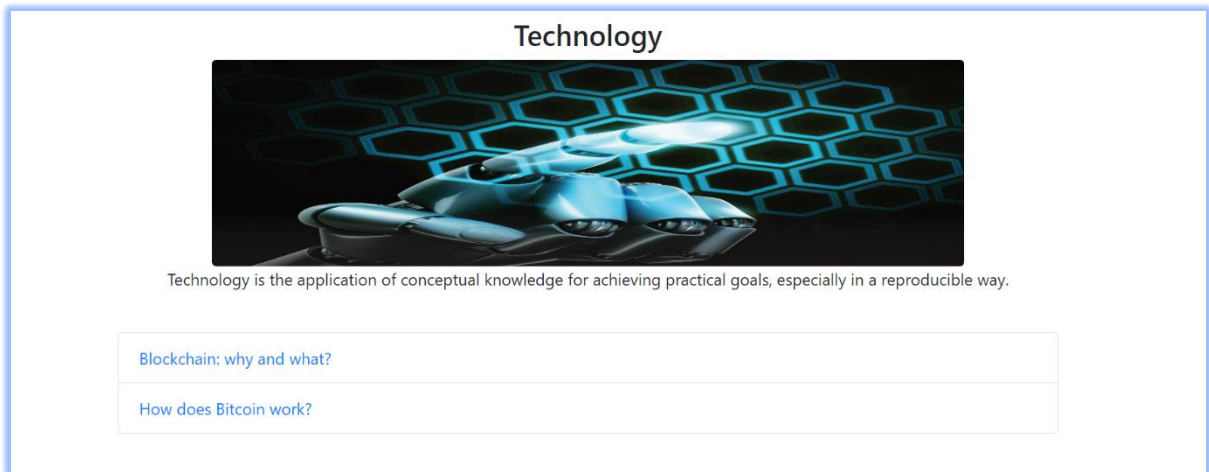 Technology
Technology is the application of conceptual knowledge for achieving practical goals, especially in a reproducible way.
Blockchain: why and what?
How does Bitcoin work?